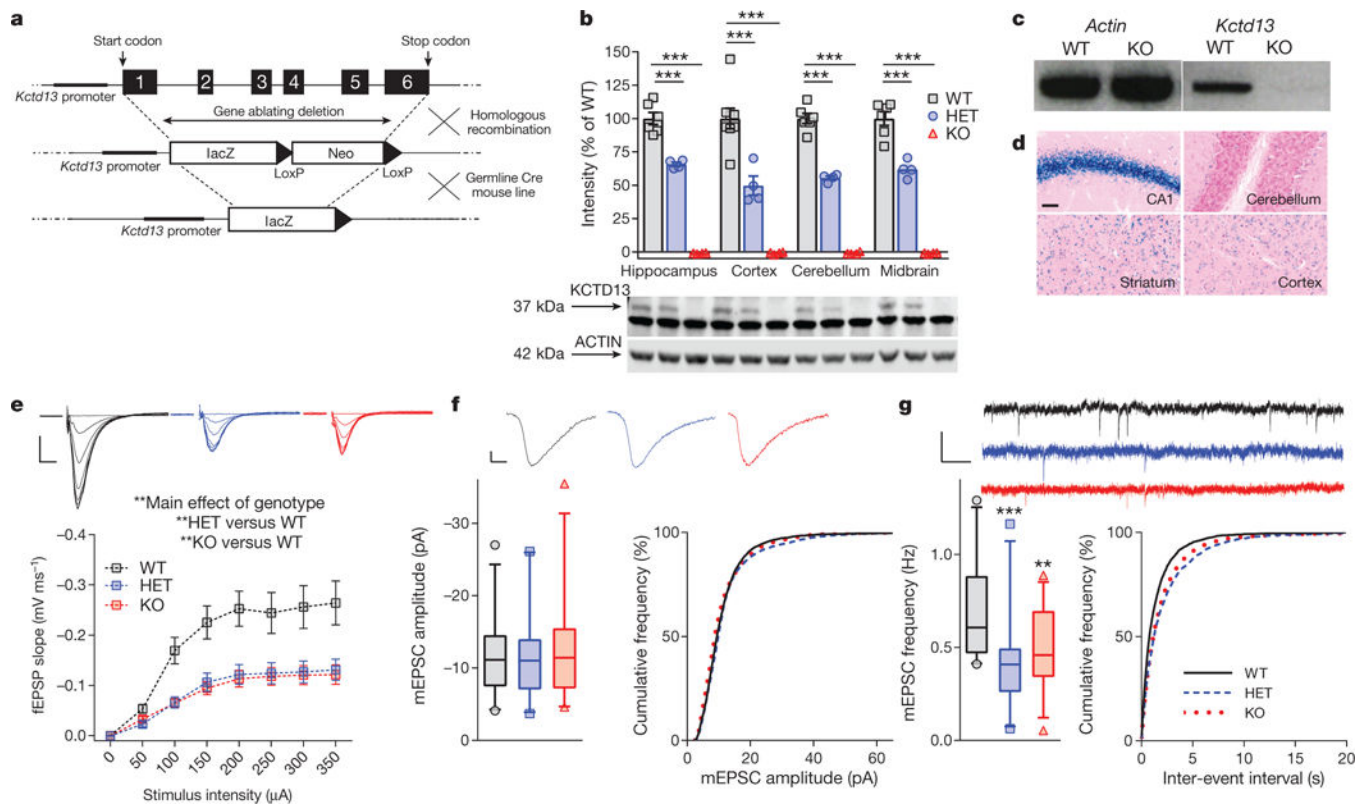 a
Start codon
Stop codon
1 2 3 4 5 6
Kctd13 promoter
Gene ablating deletion
Homologous
recombination
Kctd13 promoter
lacZ
Neo
LoxP
LoxP
Germline Cre
mouse line
Kctd13 promoter
lacZ
b
***
***
***
***
***
***
***
***
Intensity (% of WT)
150
125
100
75
50
25
0
WT
HET
KO
Hippocampus Cortex Cerebellum Midbrain
KCTD13
37 kDa
ACTIN
42 kDa
c
Actin Kctd13
WT KO WT KO
d
CA1
Cerebellum
Striatum
Cortex
e
**Main effect of genotype
**HET versus WT
**KO versus WT
WT
HET
KO
fEPSP slope (mV ms⁻¹)
–0.4
–0.3
–0.2
–0.1
0.0
0 50 100 150 200 250 300 350
Stimulus intensity (μA)
f
mEPSC amplitude (pA)
–30
–20
–10
0
Cumulative frequency (%)
100
50
0 20 40 60
mEPSC amplitude (pA)
g
mEPSC frequency (Hz)
1.0
0.5
0.0
***
**
Cumulative frequency (%)
100
50
WT
HET
KO
0 5 10 15 20
Inter-event interval (s)